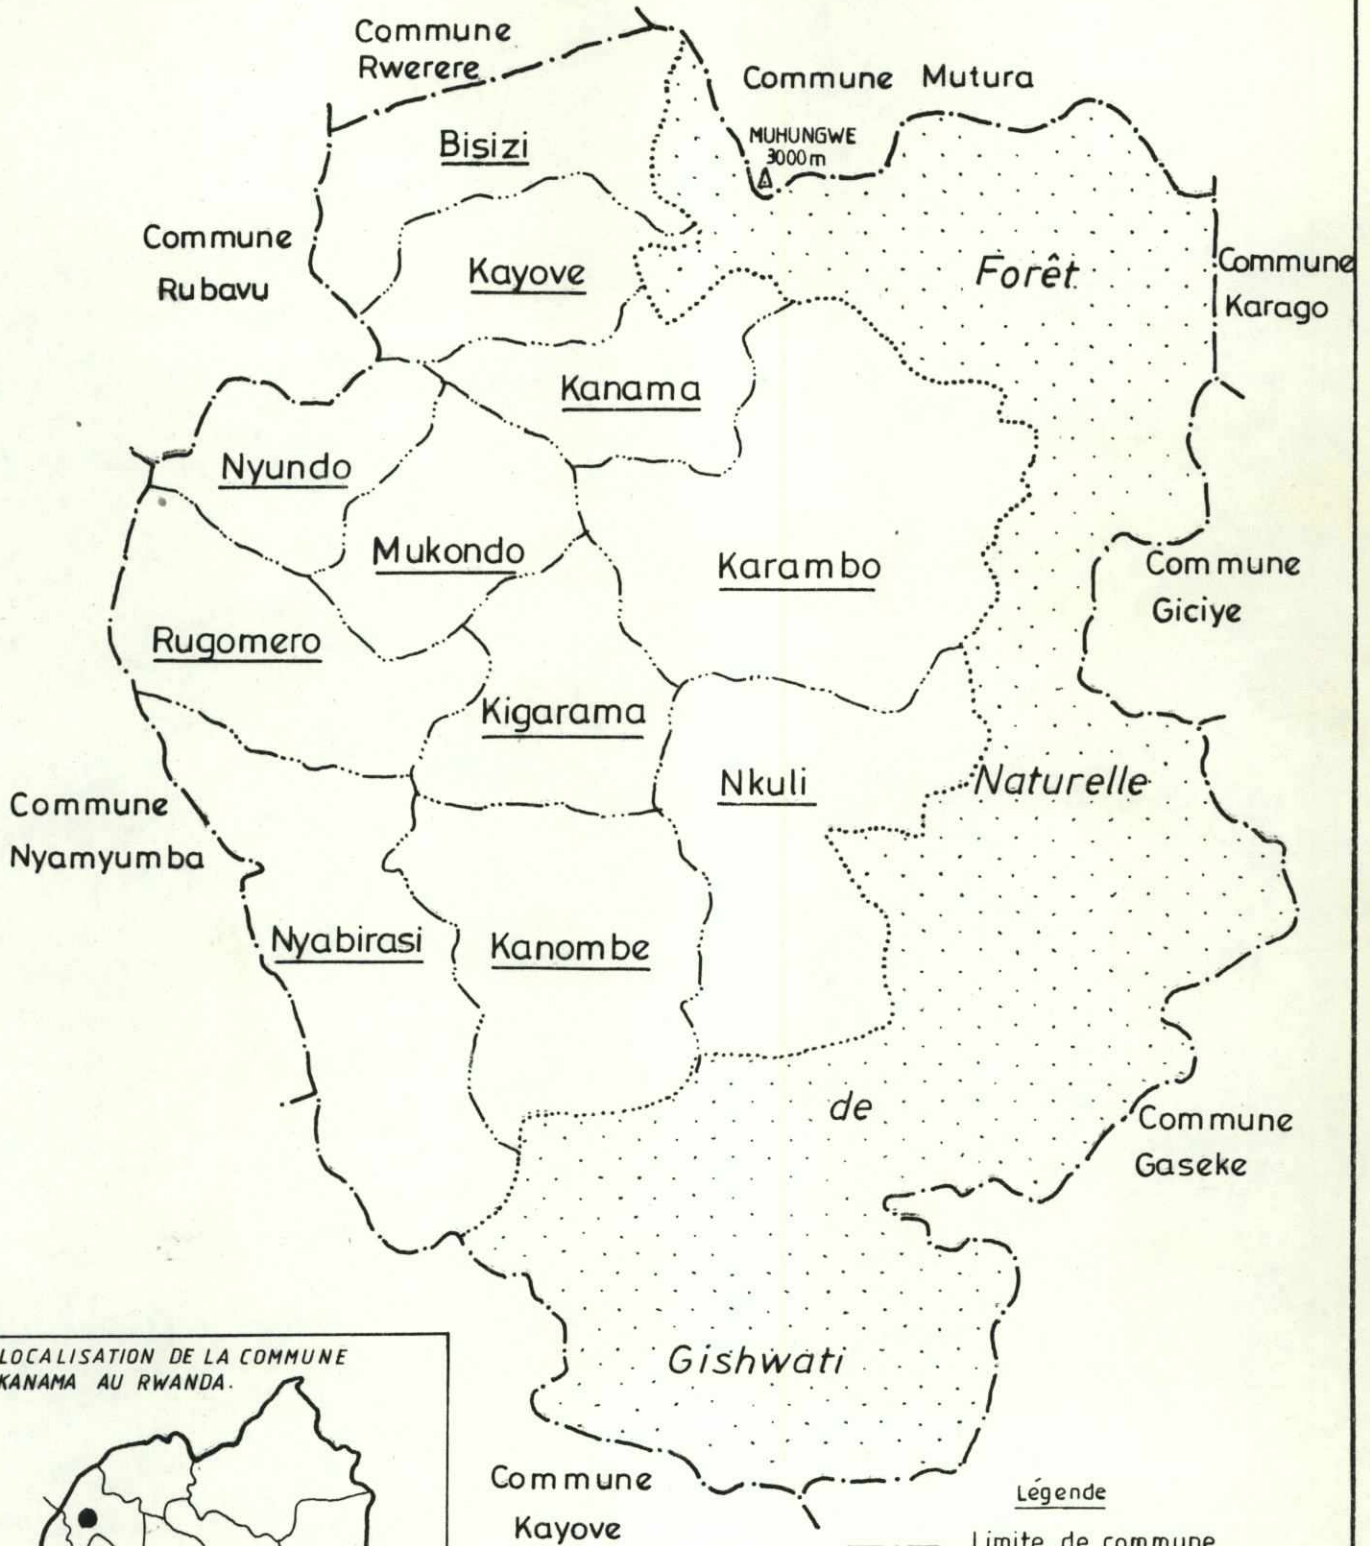 Commune
Rwerere
Commune Mutura
MUHUNGWE
3000m
Bisizi
Commune
Rubavu
Kayove
Forêt
Commune
Karago
Kanama
Nyundo
Mukondo
Karambo
Commune
Giciye
Rugomero
Kigarama
Nkuli
Naturelle
Commune
Nyamyumba
Nyabirasi
Kanombe
de
Commune
Gaseke
Gishwati
LOCALISATION DE LA COMMUNE
KANAMA AU RWANDA.
Commune
Kayove
Légende
Limite de commune